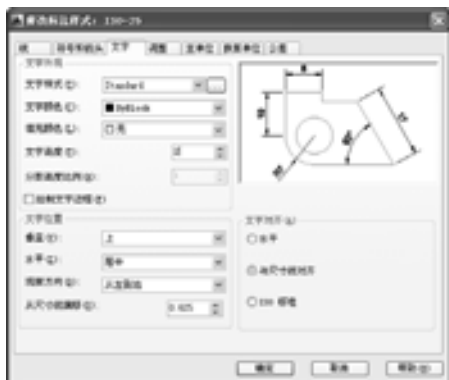 修改标注样式: ISO-25
线 符号和箭头 文字 调整 主单位 换算单位 公差
文字外观
文字样式(Y): Standard
文字颜色(C): ByBlock
填充颜色(L): 无
文字高度(T):
分数高度比例(H):
绘制文字边框(F)
文字位置
垂直(V): 上
水平(Z): 居中
观察方向(D): 从左到右
从尺寸线偏移(O): 0.625
文字对齐(A)
水平
与尺寸线对齐
ISO 标准
确定 取消 帮助(H)